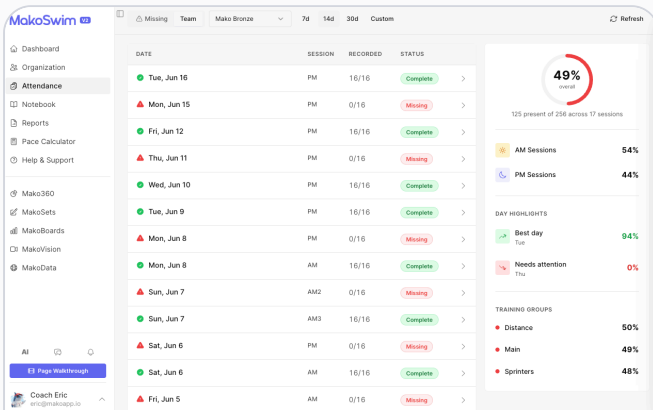 MakoSwim V2
Dashboard
Organization
Attendance
Notebook
Reports
Pace Calculator
Help & Support
Mako360
MakoSets
MakoBoards
MakoVision
MakoData
AI
Page Walkthrough
Coach Eric
eric@makoapp.io
Missing Team Mako Bronze 7d 14d 30d Custom Refresh
DATE SESSION RECORDED STATUS
Tue, Jun 16 PM 16/16 Complete
Mon, Jun 15 PM 0/16 Missing
Fri, Jun 12 PM 16/16 Complete
Thu, Jun 11 PM 0/16 Missing
Wed, Jun 10 PM 16/16 Complete
Tue, Jun 9 PM 16/16 Complete
Mon, Jun 8 PM 0/16 Missing
Mon, Jun 8 AM 16/16 Complete
Sun, Jun 7 AM2 0/16 Missing
Sun, Jun 7 AM3 16/16 Complete
Sat, Jun 6 PM 0/16 Missing
Sat, Jun 6 AM 16/16 Complete
Fri, Jun 5 AM 0/16 Missing
49%
overall
125 present of 256 across 17 sessions
AM Sessions 54%
PM Sessions 44%
DAY HIGHLIGHTS
Best day 94%
Tue
Needs attention 0%
Thu
TRAINING GROUPS
Distance 50%
Main 49%
Sprinters 48%